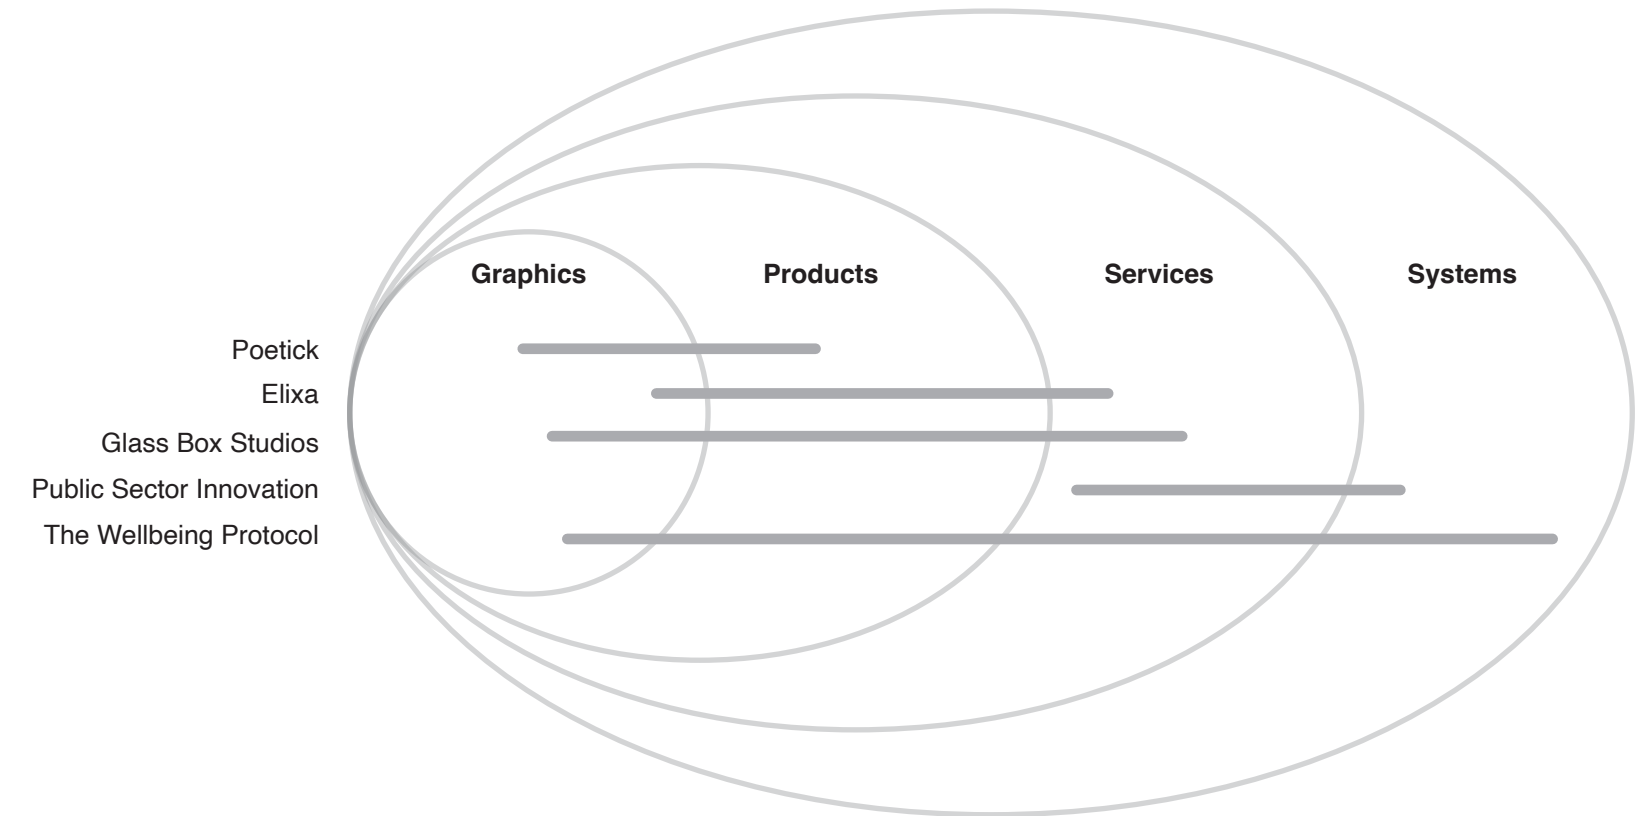 Graphics Products Services Systems
Poetick
Elixa
Glass Box Studios
Public Sector Innovation
The Wellbeing Protocol